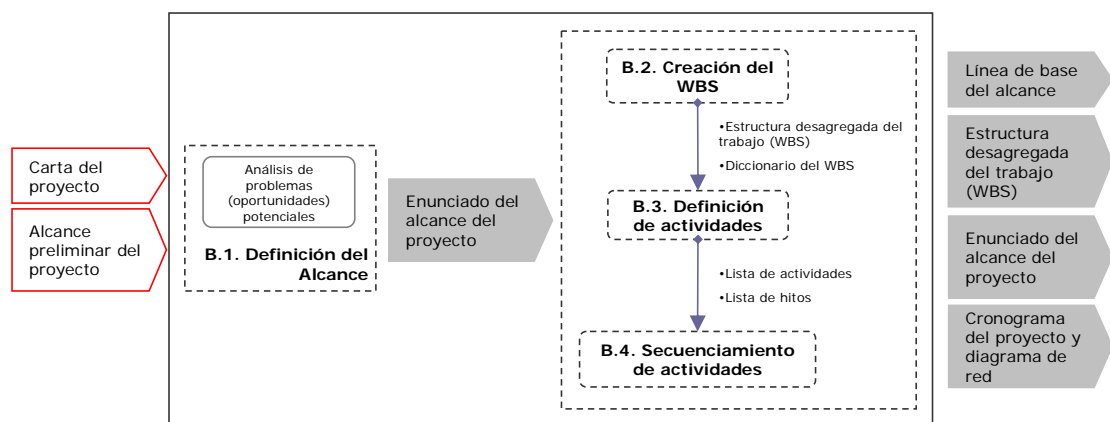 Carta del
proyecto
Alcance
preliminar del
proyecto
Análisis de
problemas
(oportunidades)
potenciales
B.1. Definición del
Alcance
Enunciado del
alcance del
proyecto
B.2. Creación del
WBS
•Estructura desagregada del
trabajo (WBS)
•Diccionario del WBS
B.3. Definición
de actividades
•Lista de actividades
•Lista de hitos
B.4. Secuenciamiento
de actividades
Línea de base
del alcance
Estructura
desagregada
del trabajo
(WBS)
Enunciado del
alcance del
proyecto
Cronograma
del proyecto y
diagrama de
red